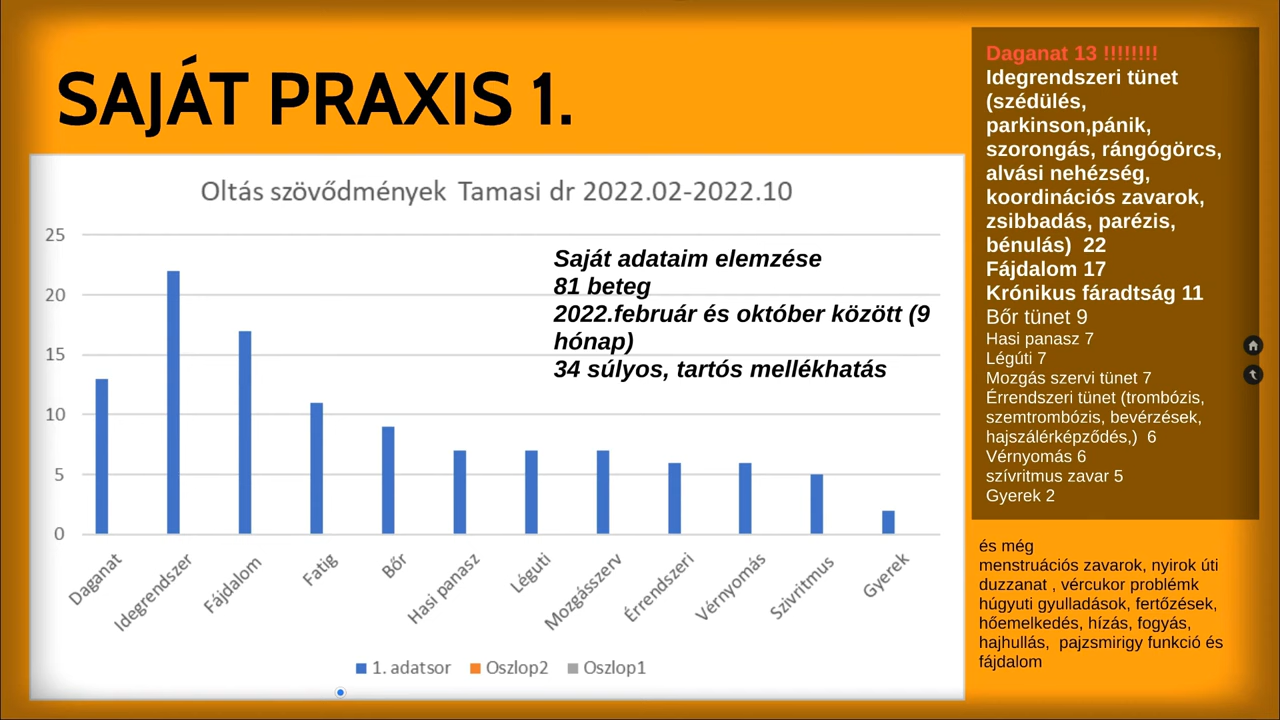 SAJÁT PRAXIS 1.
Oltás szövődmények Tamasi dr 2022.02-2022.10
25
20
15
10
5
0
Saját adataim elemzése
81 beteg
2022.február és október között (9
hónap)
34 súlyos, tartós mellékhatás
Daganat
Idegrendszer
Fájdalom
Fatig
Bőr
Hasi panasz
Léguti
Mozgásszerv
Érrendszeri
Vérnyomás
Szivritmus
Gyerek
1. adatsor
Oszlop2
Oszlop1
Daganat 13 !!!!!!!!
Idegrendszeri tünet
(szédülés,
parkinson,pánik,
szorongás, rángógörcs,
alvási nehézség,
koordinációs zavarok,
zsibbadás, parézis,
bénulás) 22
Fájdalom 17
Krónikus fáradtság 11
Bőr tünet 9
Hasi panasz 7
Légúti 7
Mozgás szervi tünet 7
Érrendszeri tünet (trombózis,
szemtrombózis, bevérzések,
hajszálérképződés,) 6
Vérnyomás 6
szívritmus zavar 5
Gyerek 2
és még
menstruációs zavarok, nyirok úti
duzzanat , vércukor problémk
húgyuti gyulladások, fertőzések,
hőemelkedés, hízás, fogyás,
hajhullás, pajzsmirigy funkció és
fájdalom